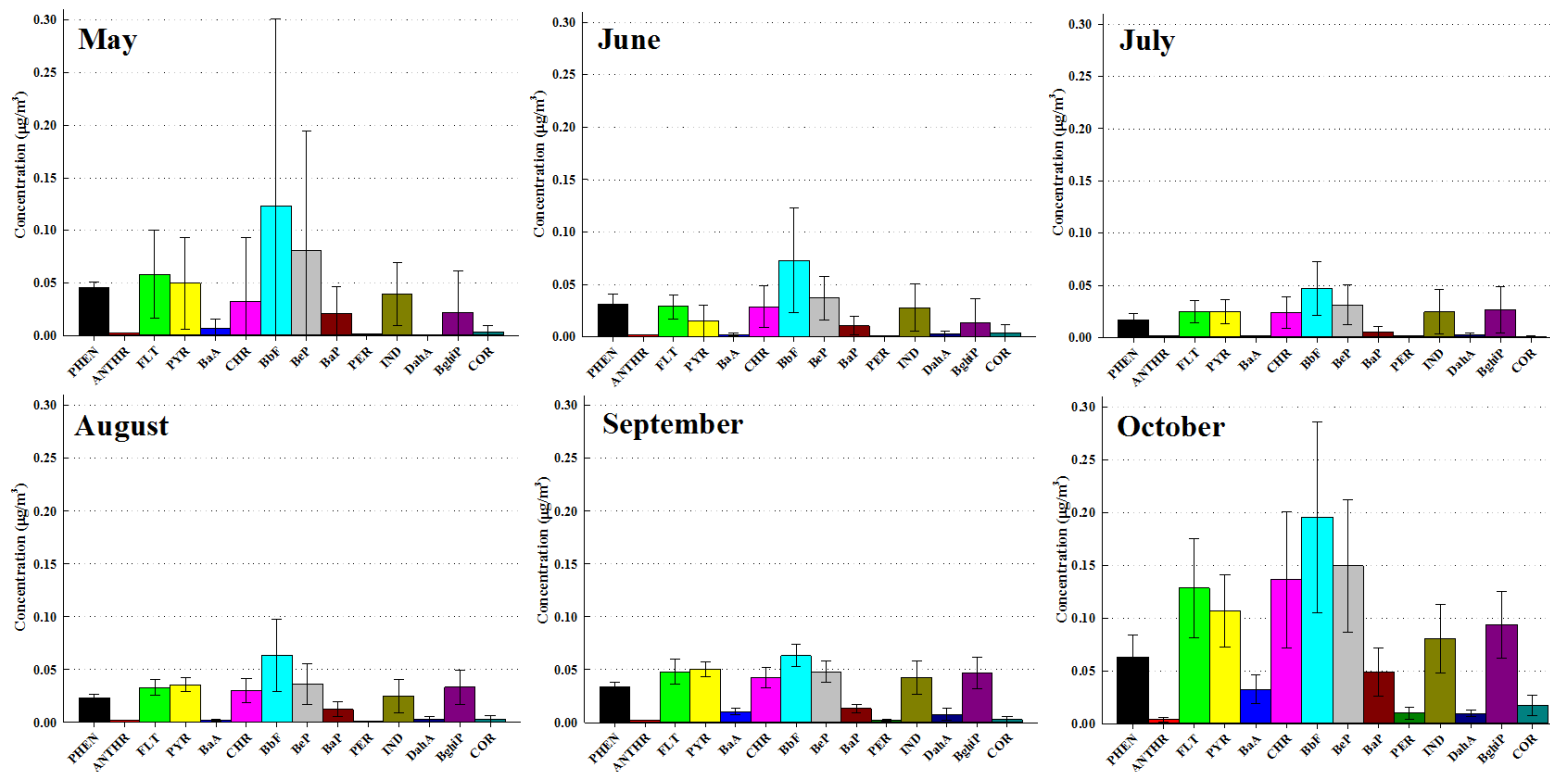 May
Concentration (µg/m³)
0.30
0.25
0.20
0.15
0.10
0.05
0.00
PHEN
ANTHR
FLT
PYR
BaA
CHR
BbF
BeP
BaP
PER
IND
DahA
BghiP
COR
June
Concentration (µg/m³)
0.30
0.25
0.20
0.15
0.10
0.05
0.00
PHEN
ANTHR
FLT
PYR
BaA
CHR
BbF
BeP
BaP
PER
IND
DahA
BghiP
COR
July
Concentration (µg/m³)
0.30
0.25
0.20
0.15
0.10
0.05
0.00
PHEN
ANTHR
FLT
PYR
BaA
CHR
BbF
BeP
BaP
PER
IND
DahA
BghiP
COR
August
Concentration (µg/m³)
0.30
0.25
0.20
0.15
0.10
0.05
0.00
PHEN
ANTHR
FLT
PYR
BaA
CHR
BbF
BeP
BaP
PER
IND
DahA
BghiP
COR
September
Concentration (µg/m³)
0.30
0.25
0.20
0.15
0.10
0.05
0.00
PHEN
ANTHR
FLT
PYR
BaA
CHR
BbF
BeP
BaP
PER
IND
DahA
BghiP
COR
October
Concentration (µg/m³)
0.30
0.25
0.20
0.15
0.10
0.05
0.00
PHEN
ANTHR
FLT
PYR
BaA
CHR
BbF
BeP
BaP
PER
IND
DahA
BghiP
COR